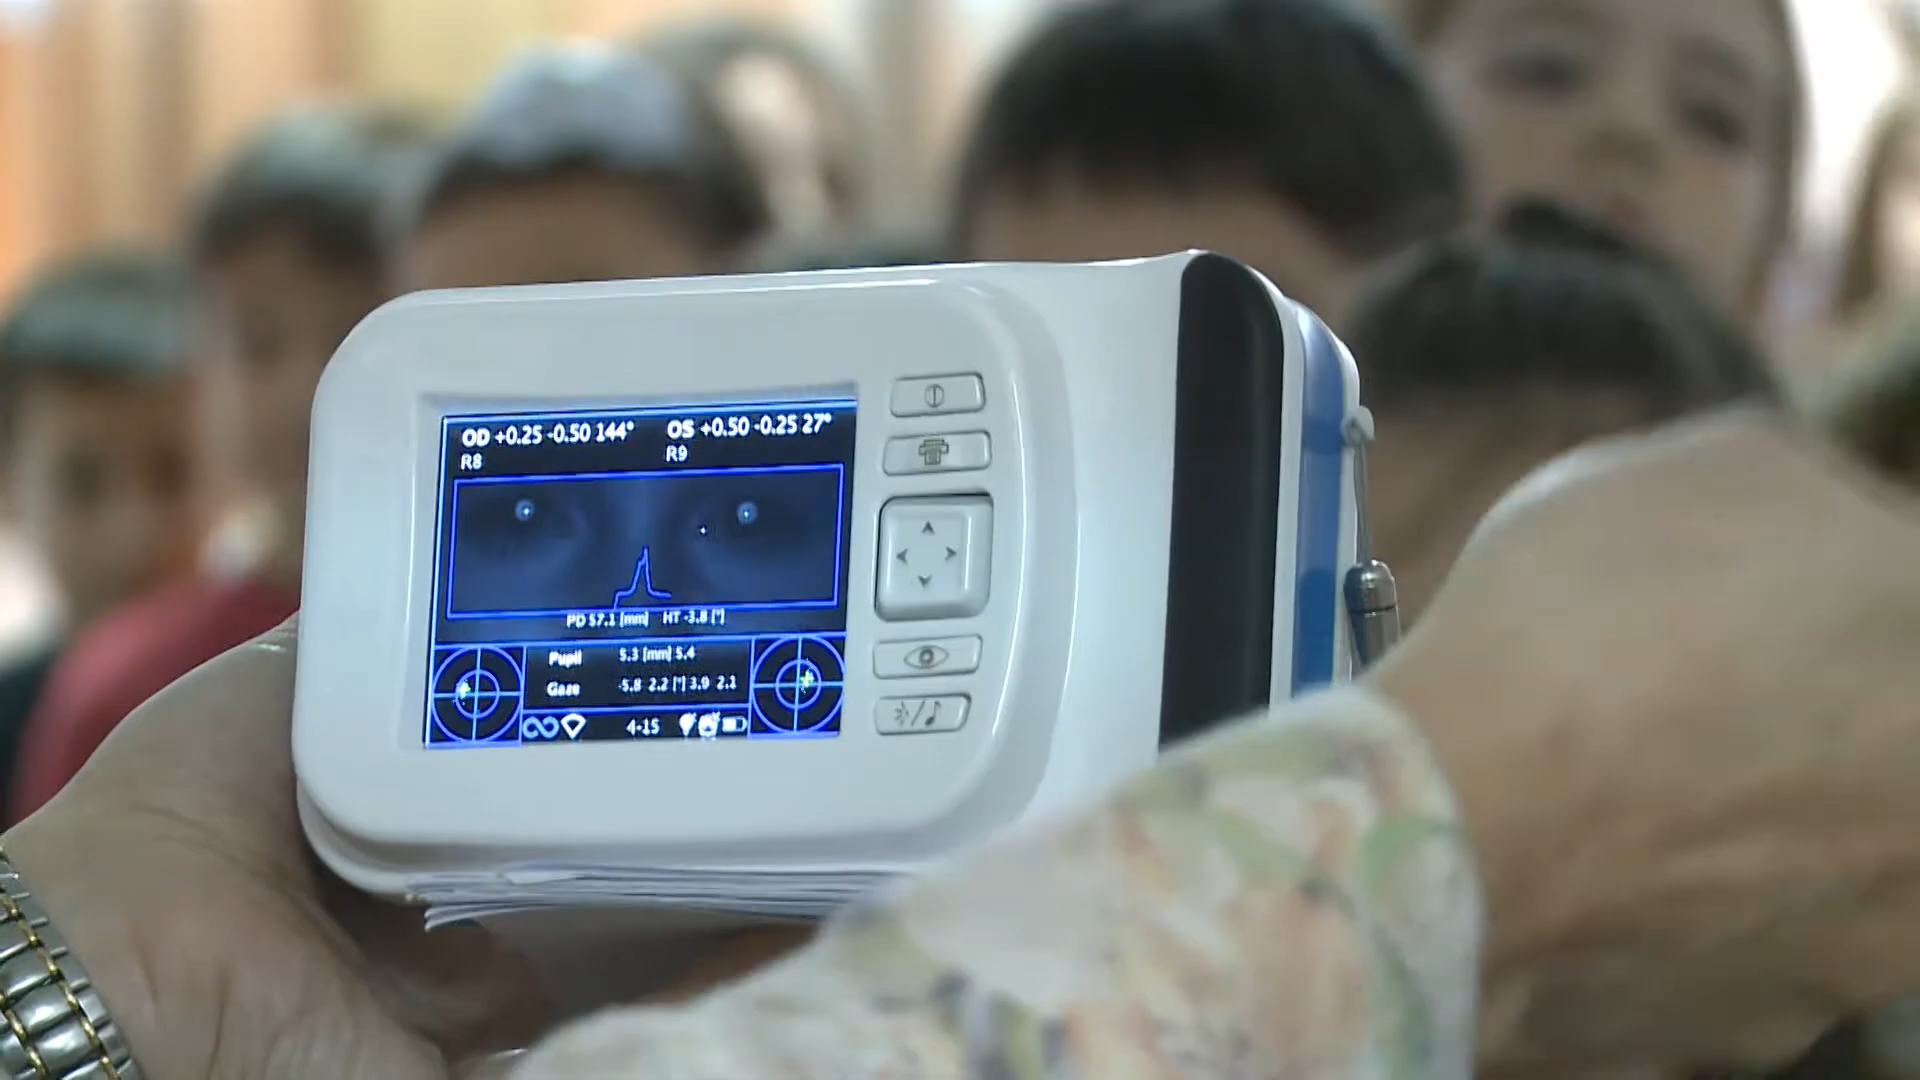 OD +0.25 -0.50 144° OS +0.50 -0.25 27°
R8 R9
PD 57.1 [mm] HT -3.8 [°]
Pupil 5.3 [mm] 5.4
Gaze -5.8 2.2 [°] 3.9 2.1
4-15